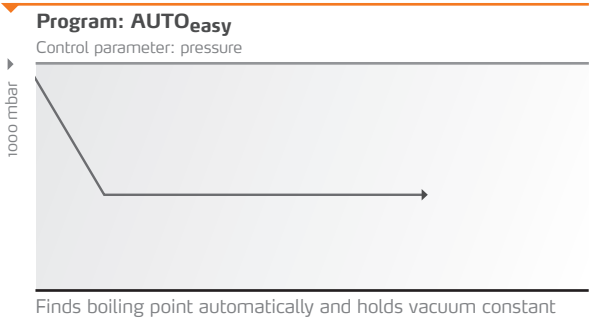 Program: AUTOeasy
Control parameter: pressure
1000 mbar
Finds boiling point automatically and holds vacuum constant